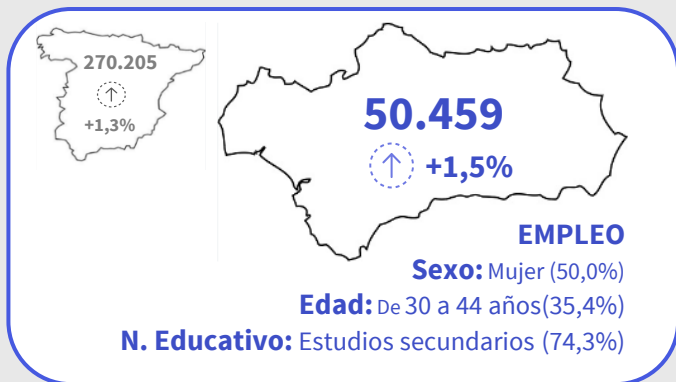 270.205
+1,3%
50.459
+1,5%
EMPLEO
Sexo: Mujer (50,0%)
Edad: De 30 a 44 años(35,4%)
N. Educativo: Estudios secundarios (74,3%)